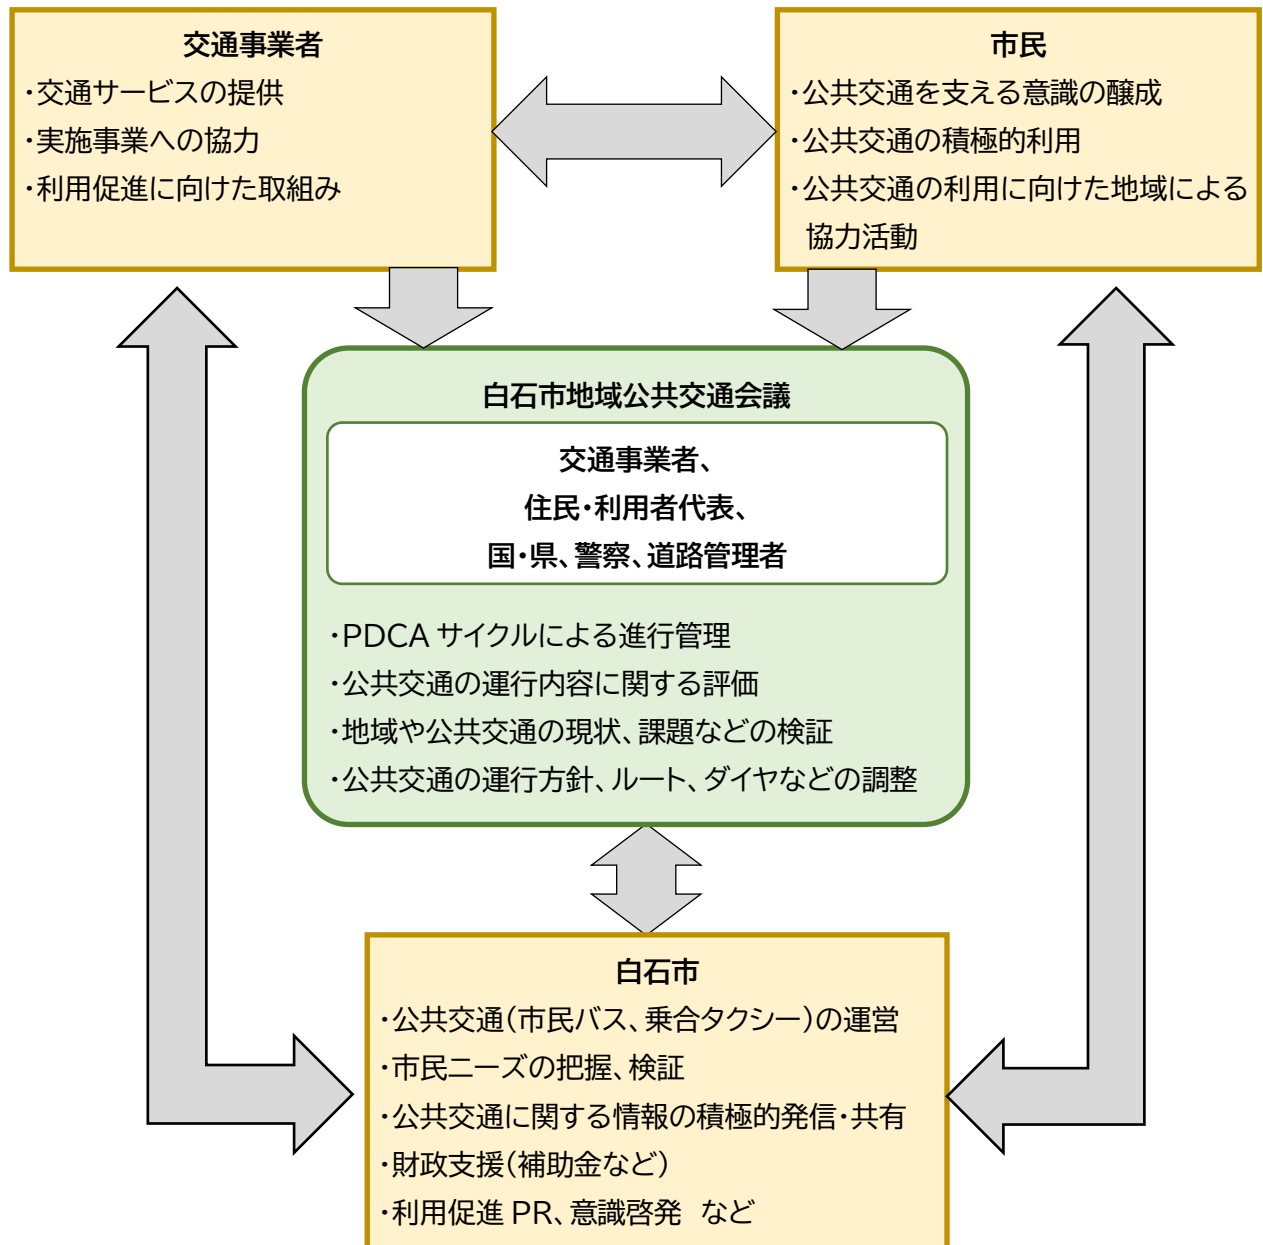 交通事業者
・交通サービスの提供
・実施事業への協力
・利用促進に向けた取組み
市民
・公共交通を支える意識の醸成
・公共交通の積極的利用
・公共交通の利用に向けた地域による
協力活動
白石市地域公共交通会議
交通事業者、
住民・利用者代表、
国・県、警察、道路管理者
・PDCA サイクルによる進行管理
・公共交通の運行内容に関する評価
・地域や公共交通の現状、課題などの検証
・公共交通の運行方針、ルート、ダイヤなどの調整
白石市
・公共交通(市民バス、乗合タクシー)の運営
・市民ニーズの把握、検証
・公共交通に関する情報の積極的発信・共有
・財政支援(補助金など)
・利用促進 PR、意識啓発　など